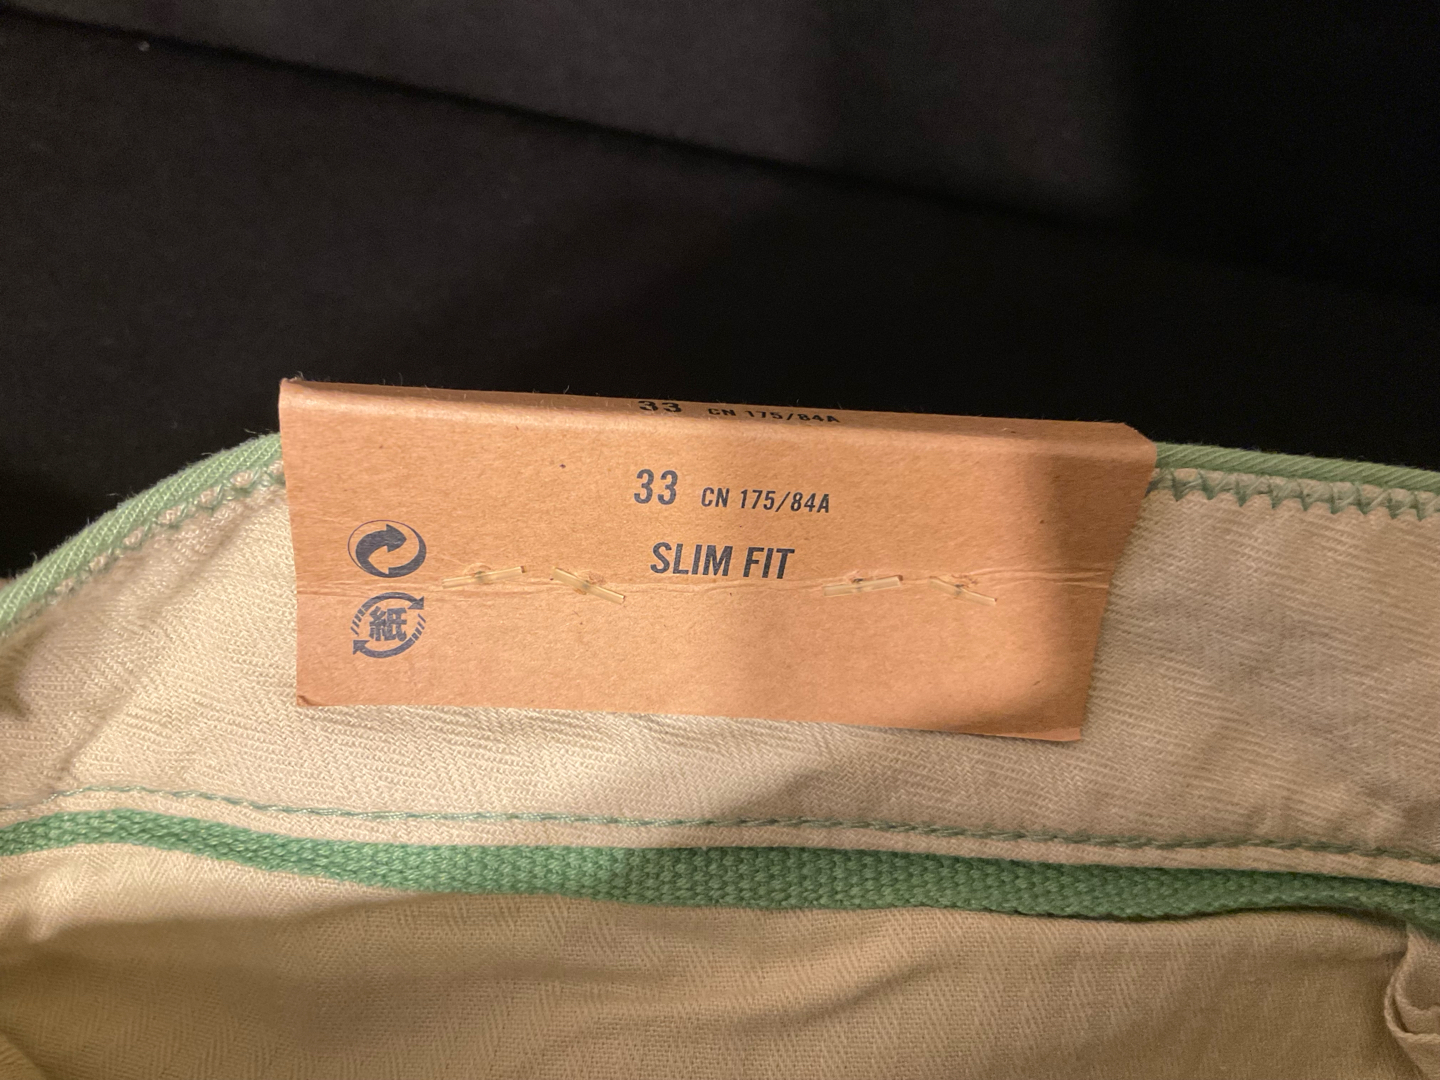 33 CN 175/84A
33 CN 175/84A
SLIM FIT
紙